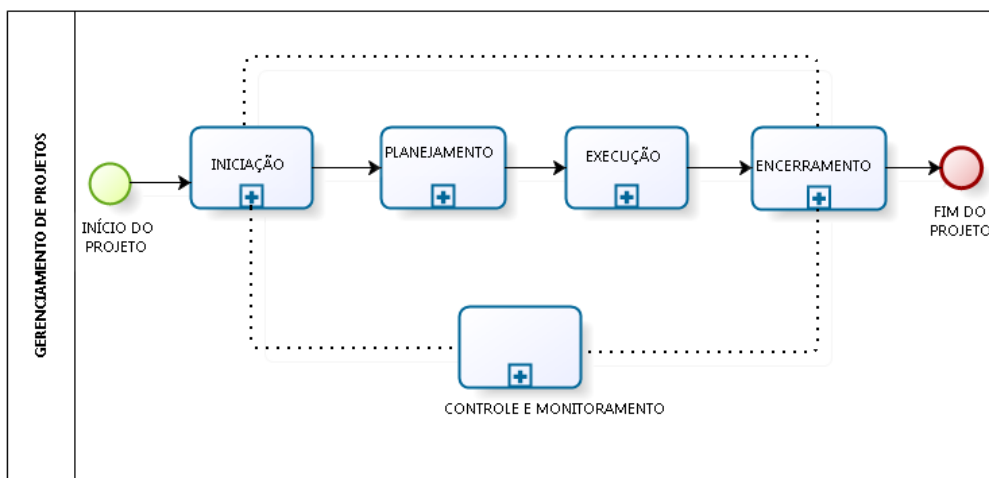 GERENCIAMENTO DE PROJETOS
INÍCIO DO
PROJETO
INICIAÇÃO
PLANEJAMENTO
EXECUÇÃO
ENCERRAMENTO
FIM DO
PROJETO
CONTROLE E MONITORAMENTO